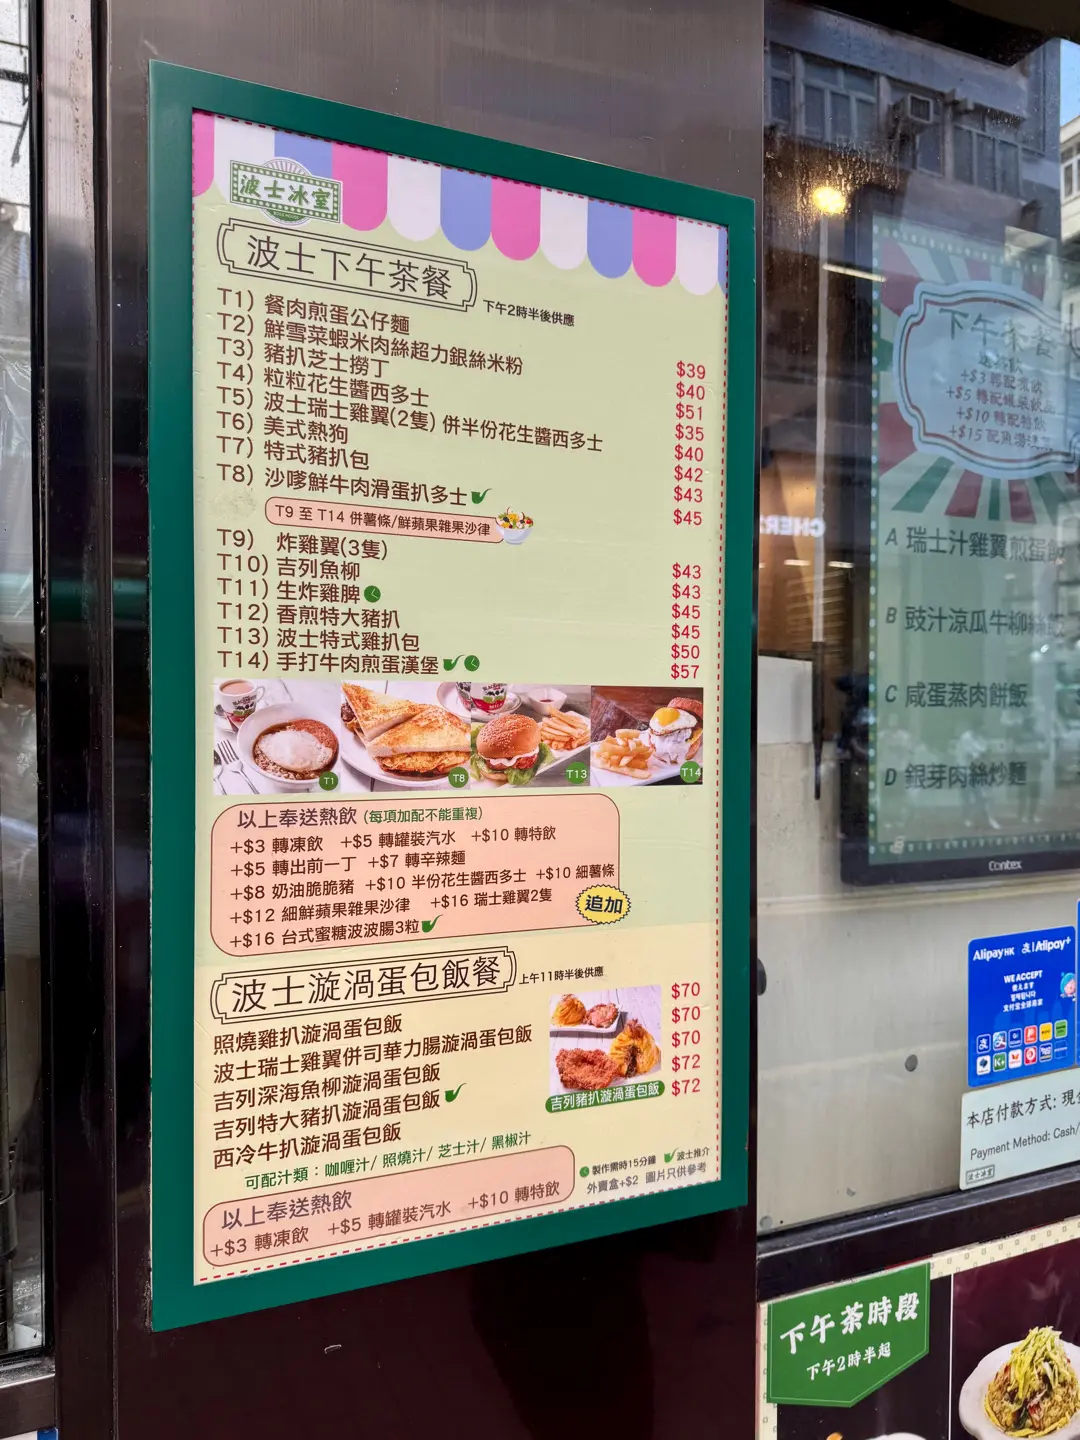 波士冰室
波士下午茶餐 下午2時半後供應
T1) 餐肉煎蛋公仔麵 $39
T2) 鮮雪菜蝦米肉絲超力銀絲米粉 $40
T3) 豬扒芝士撈丁 $51
T4) 粒粒花生醬西多士 $35
T5) 波士瑞士雞翼(2隻) 併半份花生醬西多士 $40
T6) 美式熱狗 $42
T7) 特式豬扒包 $43
T8) 沙嗲鮮牛肉滑蛋扒多士 $45
T9 至 T14 併薯條/鮮蘋果雜果沙律
T9) 炸雞翼(3隻) $43
T10) 吉列魚柳 $43
T11) 生炸雞脾 $45
T12) 香煎特大豬扒 $45
T13) 波士特式雞扒包 $50
T14) 手打牛肉煎蛋漢堡 $57
T1 T8 T13 T14
以上奉送熱飲 (每項加配不能重複)
+$3 轉凍飲 +$5 轉罐裝汽水 +$10 轉特飲
+$5 轉出前一丁 +$7 轉辛辣麵
+$8 奶油脆脆豬 +$10 半份花生醬西多士 +$10 細薯條
+$12 細鮮蘋果雜果沙律 +$16 瑞士雞翼2隻
+$16 台式蜜糖波波腸3粒
追加
波士漩渦蛋包飯餐 上午11時半後供應
照燒雞扒漩渦蛋包飯 $70
波士瑞士雞翼併司華力腸漩渦蛋包飯 $70
吉列深海魚柳漩渦蛋包飯 $70
吉列特大豬扒漩渦蛋包飯 $72
西冷牛扒漩渦蛋包飯 $72
吉列豬扒漩渦蛋包飯
可配汁類：咖喱汁/ 照燒汁/ 芝士汁/ 黑椒汁
製作需時15分鐘 波士推介
外賣盒+$2 圖片只供參考
以上奉送熱飲
+$3 轉凍飲 +$5 轉罐裝汽水 +$10 轉特飲
下午茶餐
+$3 轉配凍飲
+$15 配
A 瑞士汁雞翼煎蛋飯
B 豉汁涼瓜牛柳絲飯
C 咸蛋蒸肉餅飯
D 銀芽肉絲炒麵
Contex
AlipayHK Alipay+
WE ACCEPT
本店付款方式: 現金
Payment Method: Cash/
波士冰室
下午茶時段
下午2時半起